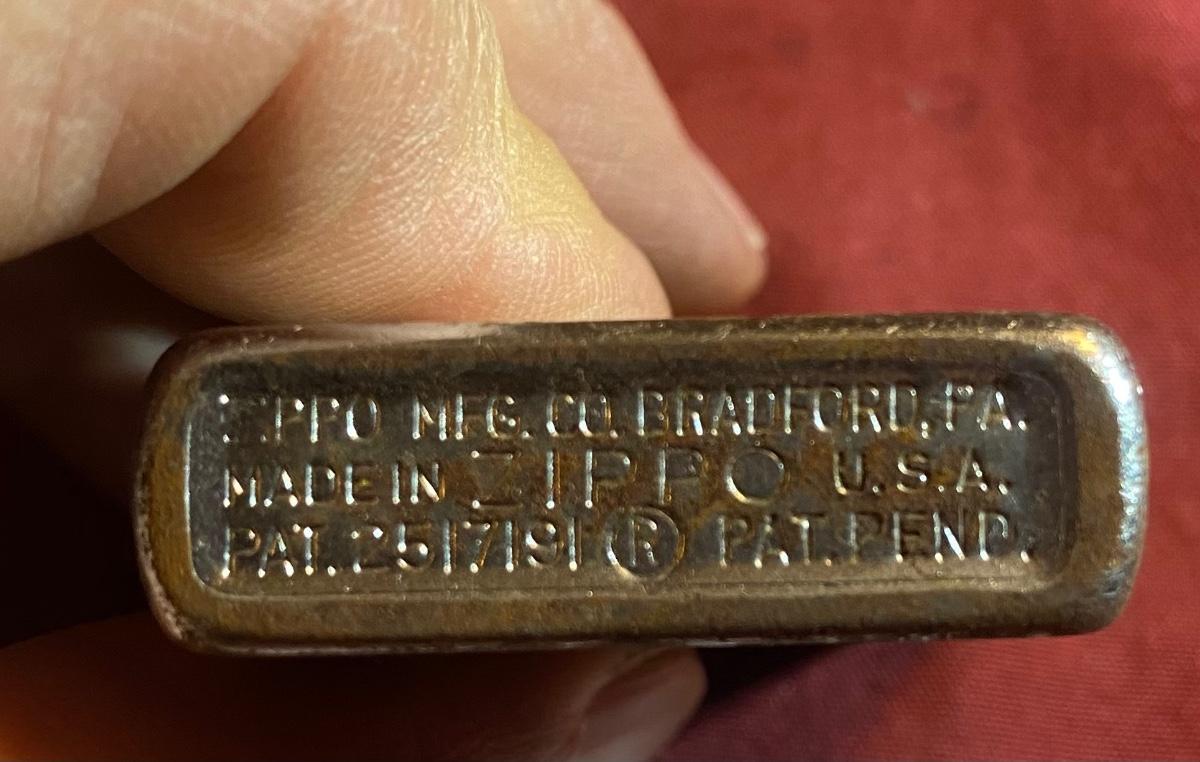 ZIPPO MFG. CO. BRADFORD, PA.
MADE IN ZIPPO U.S.A.
PAT. 2517191 ® PAT. PEND.